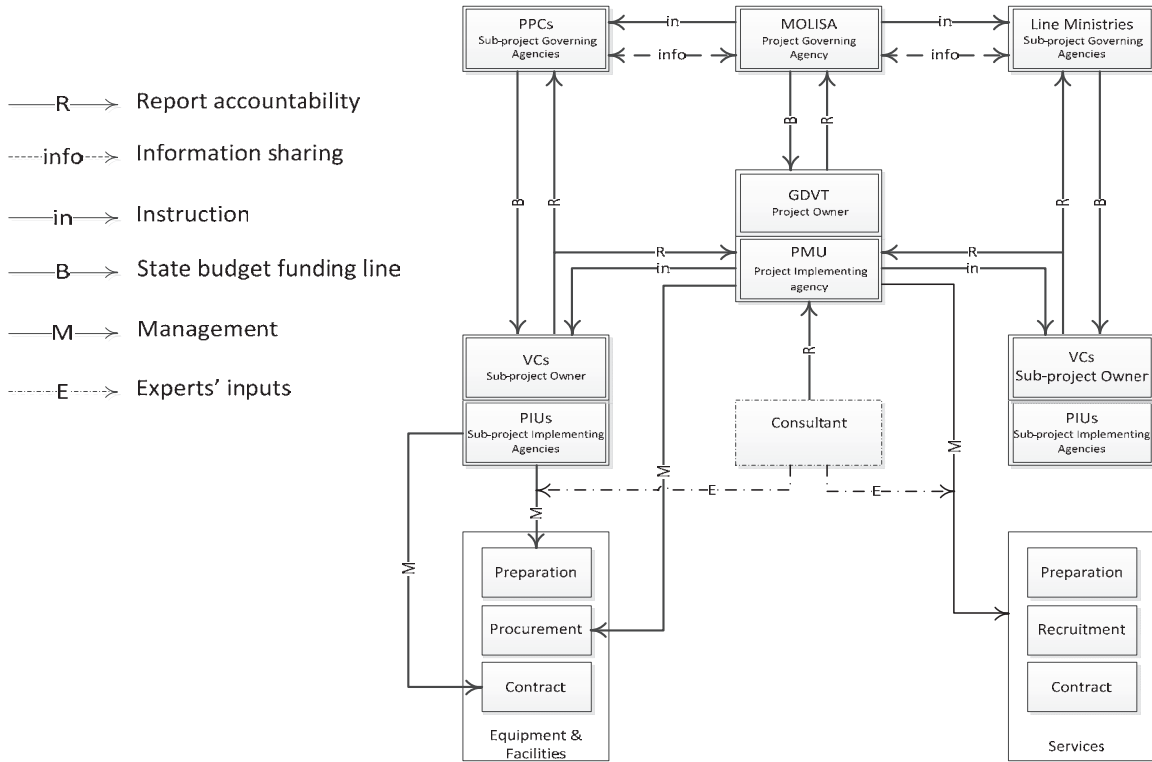 R Report accountability
info Information sharing
in Instruction
B State budget funding line
M Management
E Experts' inputs
PPCs
Sub-project Governing
Agencies
in
info
MOLISA
Project Governing
Agency
in
info
Line Ministries
Sub-project Governing
Agencies
B
R
B
R
R
B
GDVT
Project Owner
PMU
Project Implementing
agency
R
in
R
in
VCs
Sub-project Owner
PIUs
Sub-project Implementing
Agencies
R
Consultant
VCs
Sub-project Owner
PIUs
Sub-project Implementing
Agencies
M
M
E
E
M
M
Preparation
Procurement
Contract
Equipment &
Facilities
Preparation
Recruitment
Contract
Services